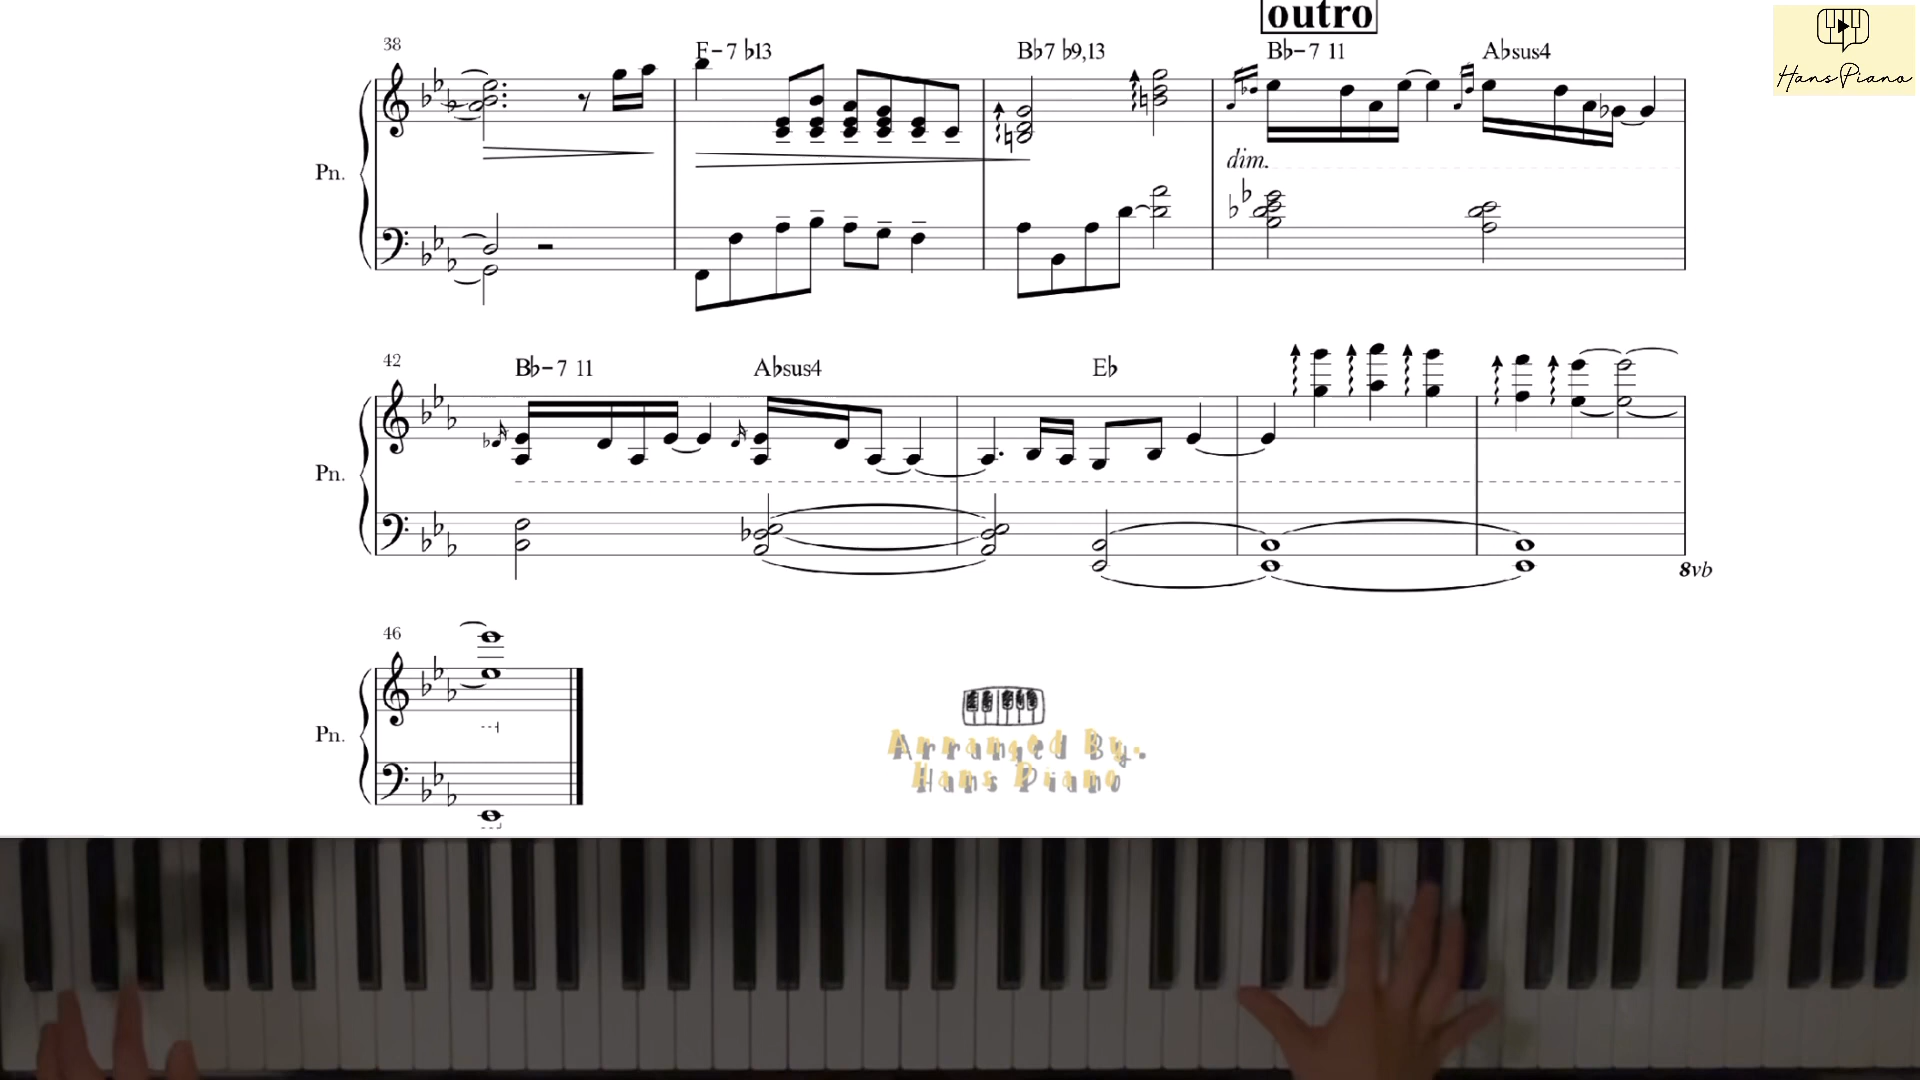 outro
38
F-7 b13
B♭7 ♭9,13
B♭-7 11
A♭sus4
Hans Piano
dim.
Pn.
42
B♭-7 11
A♭sus4
E♭
Pn.
8vb
46
Pn.
Arranged By.
Hans Piano